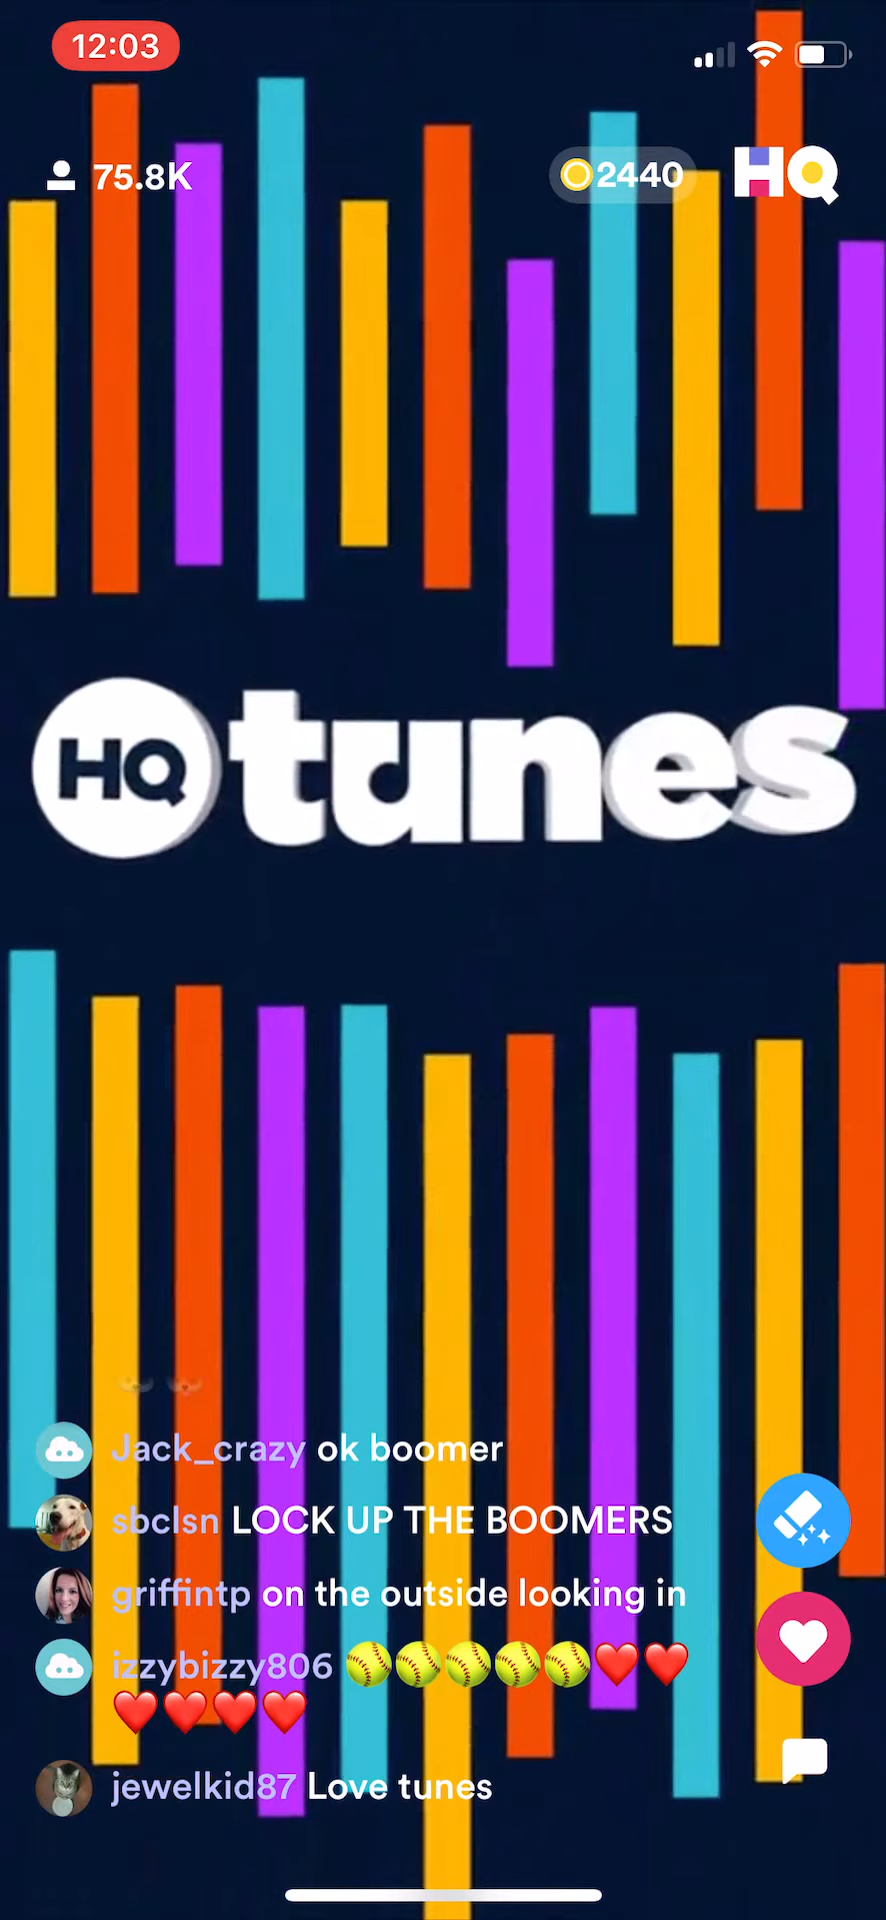 12:03
75.8K
2440
HQ
HQ tunes
Jack_crazy ok boomer
sbclsn LOCK UP THE BOOMERS
griffintp on the outside looking in
izzybizzy806 🥎🥎🥎🥎🥎❤️❤️
❤️❤️❤️❤️
jewelkid87 Love tunes